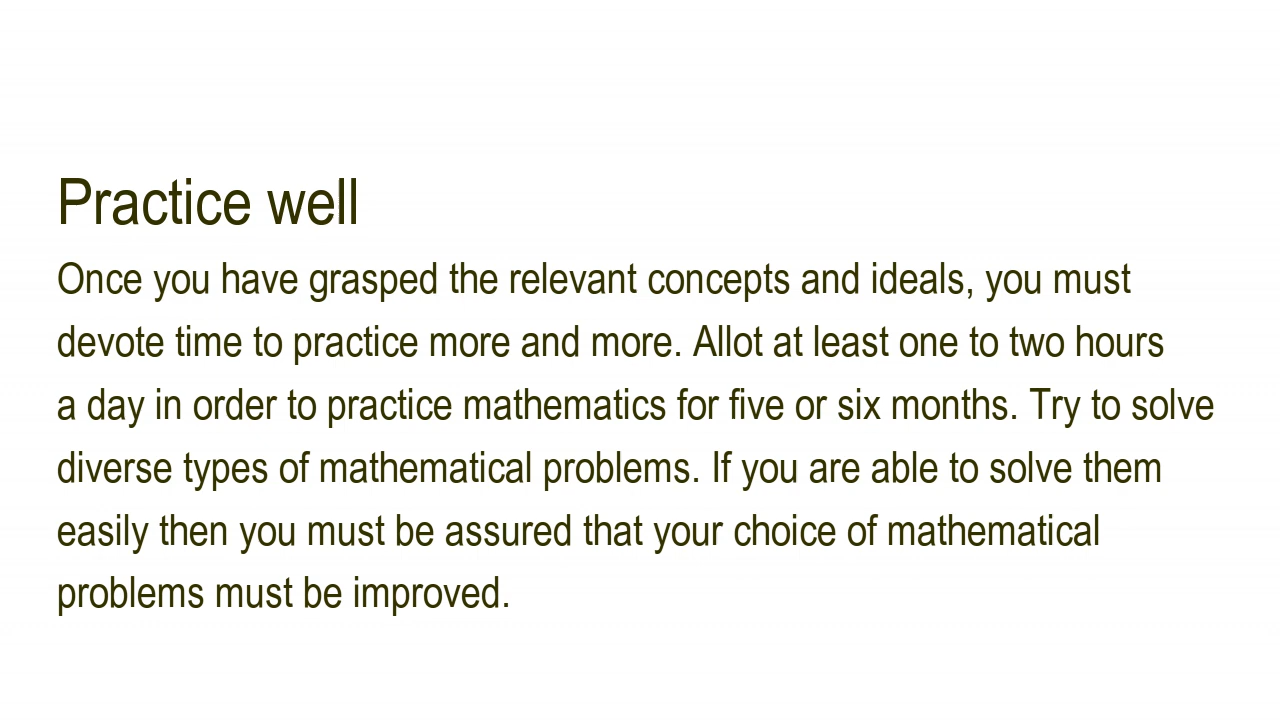 Practice well
Once you have grasped the relevant concepts and ideals, you must
devote time to practice more and more. Allot at least one to two hours
a day in order to practice mathematics for five or six months. Try to solve
diverse types of mathematical problems. If you are able to solve them
easily then you must be assured that your choice of mathematical
problems must be improved.